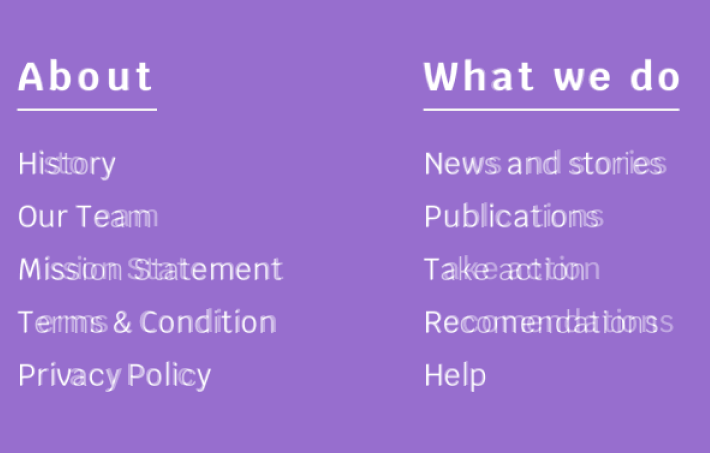 About
History
Our Team
Mission Statement
Terms & Condition
Privacy Policy
What we do
News and stories
Publications
Take action
Recomendations
Help